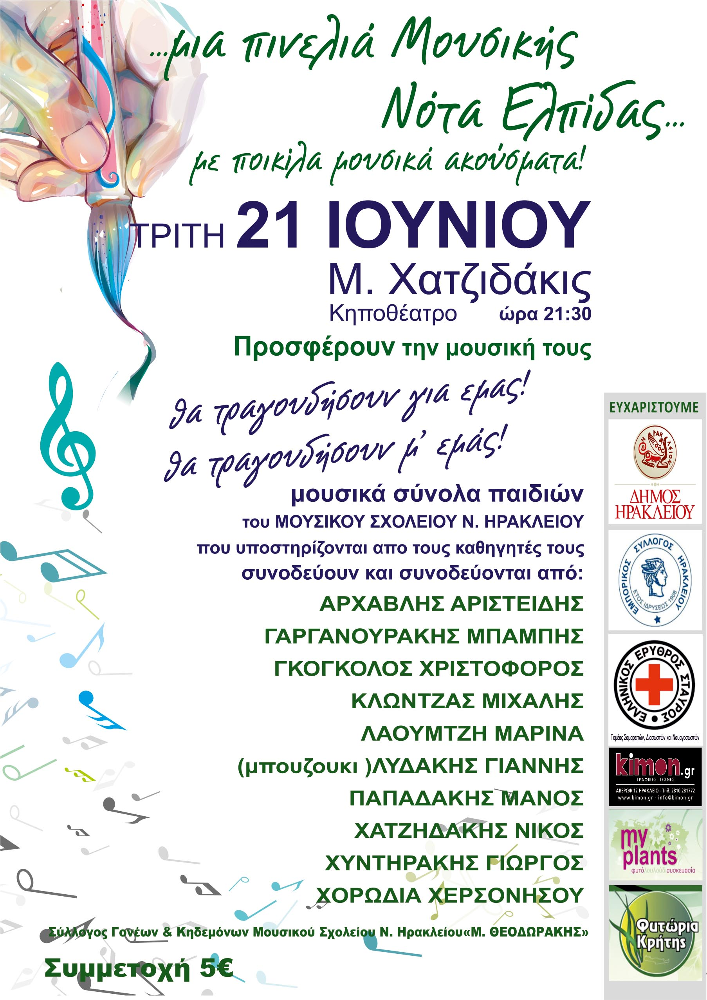 ...μια πινελιά Μουσικής
Νότα Ελπίδας...
με ποικίλα μουσικά ακούσματα!
ΤΡΙΤΗ 21 ΙΟΥΝΙΟΥ
Μ. Χατζιδάκις
Κηποθέατρο ώρα 21:30
Προσφέρουν την μουσική τους
θα τραγουδήσουν για εμας!
θα τραγουδήσουν μ' εμάς!
μουσικά σύνολα παιδιών
του ΜΟΥΣΙΚΟΥ ΣΧΟΛΕΙΟΥ Ν. ΗΡΑΚΛΕΙΟΥ
που υποστηρίζονται απο τους καθηγητές τους
συνοδεύουν και συνοδεύονται από:
ΑΡΧΑΒΛΗΣ ΑΡΙΣΤΕΙΔΗΣ
ΓΑΡΓΑΝΟΥΡΑΚΗΣ ΜΠΑΜΠΗΣ
ΓΚΟΓΚΟΛΟΣ ΧΡΙΣΤΟΦΟΡΟΣ
ΚΛΩΝΤΖΑΣ ΜΙΧΑΛΗΣ
ΛΑΟΥΜΤΖΗ ΜΑΡΙΝΑ
(μπουζουκι )ΛΥΔΑΚΗΣ ΓΙΑΝΝΗΣ
ΠΑΠΑΔΑΚΗΣ ΜΑΝΟΣ
ΧΑΤΖΗΔΑΚΗΣ ΝΙΚΟΣ
ΧΥΝΤΗΡΑΚΗΣ ΓΙΩΡΓΟΣ
ΧΟΡΩΔΙΑ ΧΕΡΣΟΝΗΣΟΥ
Σύλλογος Γονέων & Κηδεμόνων Μουσικού Σχολείου Ν. Ηρακλείου«Μ. ΘΕΟΔΩΡΑΚΗΣ»
Συμμετοχή 5€
ΕΥΧΑΡΙΣΤΟΥΜΕ
ΗΡΑΚΛΕΙΟΝ
ΔΗΜΟΣ
ΗΡΑΚΛΕΙΟΥ
ΕΜΠΟΡΙΚΟΣ ΣΥΛΛΟΓΟΣ ΗΡΑΚΛΕΙΟΥ
ΕΤΟΣ ΙΔΡΥΣΕΩΣ 1908
ΕΛΛΗΝΙΚΟΣ ΕΡΥΘΡΟΣ ΣΤΑΥΡΟΣ
Τομέας Σαμαρειτών, Διασωστών και Ναυαγοσωστών
kimon.gr
ΓΡΑΦΙΚΕΣ ΤΕΧΝΕΣ
ΑΒΕΡΩΦ 12 ΗΡΑΚΛΕΙΟ - Τηλ. 2810 281772
www.kimon.gr - info@kimon.gr
my
plants
φυτόλουλούδισυσκευασία
Φυτώρια
Κρήτης